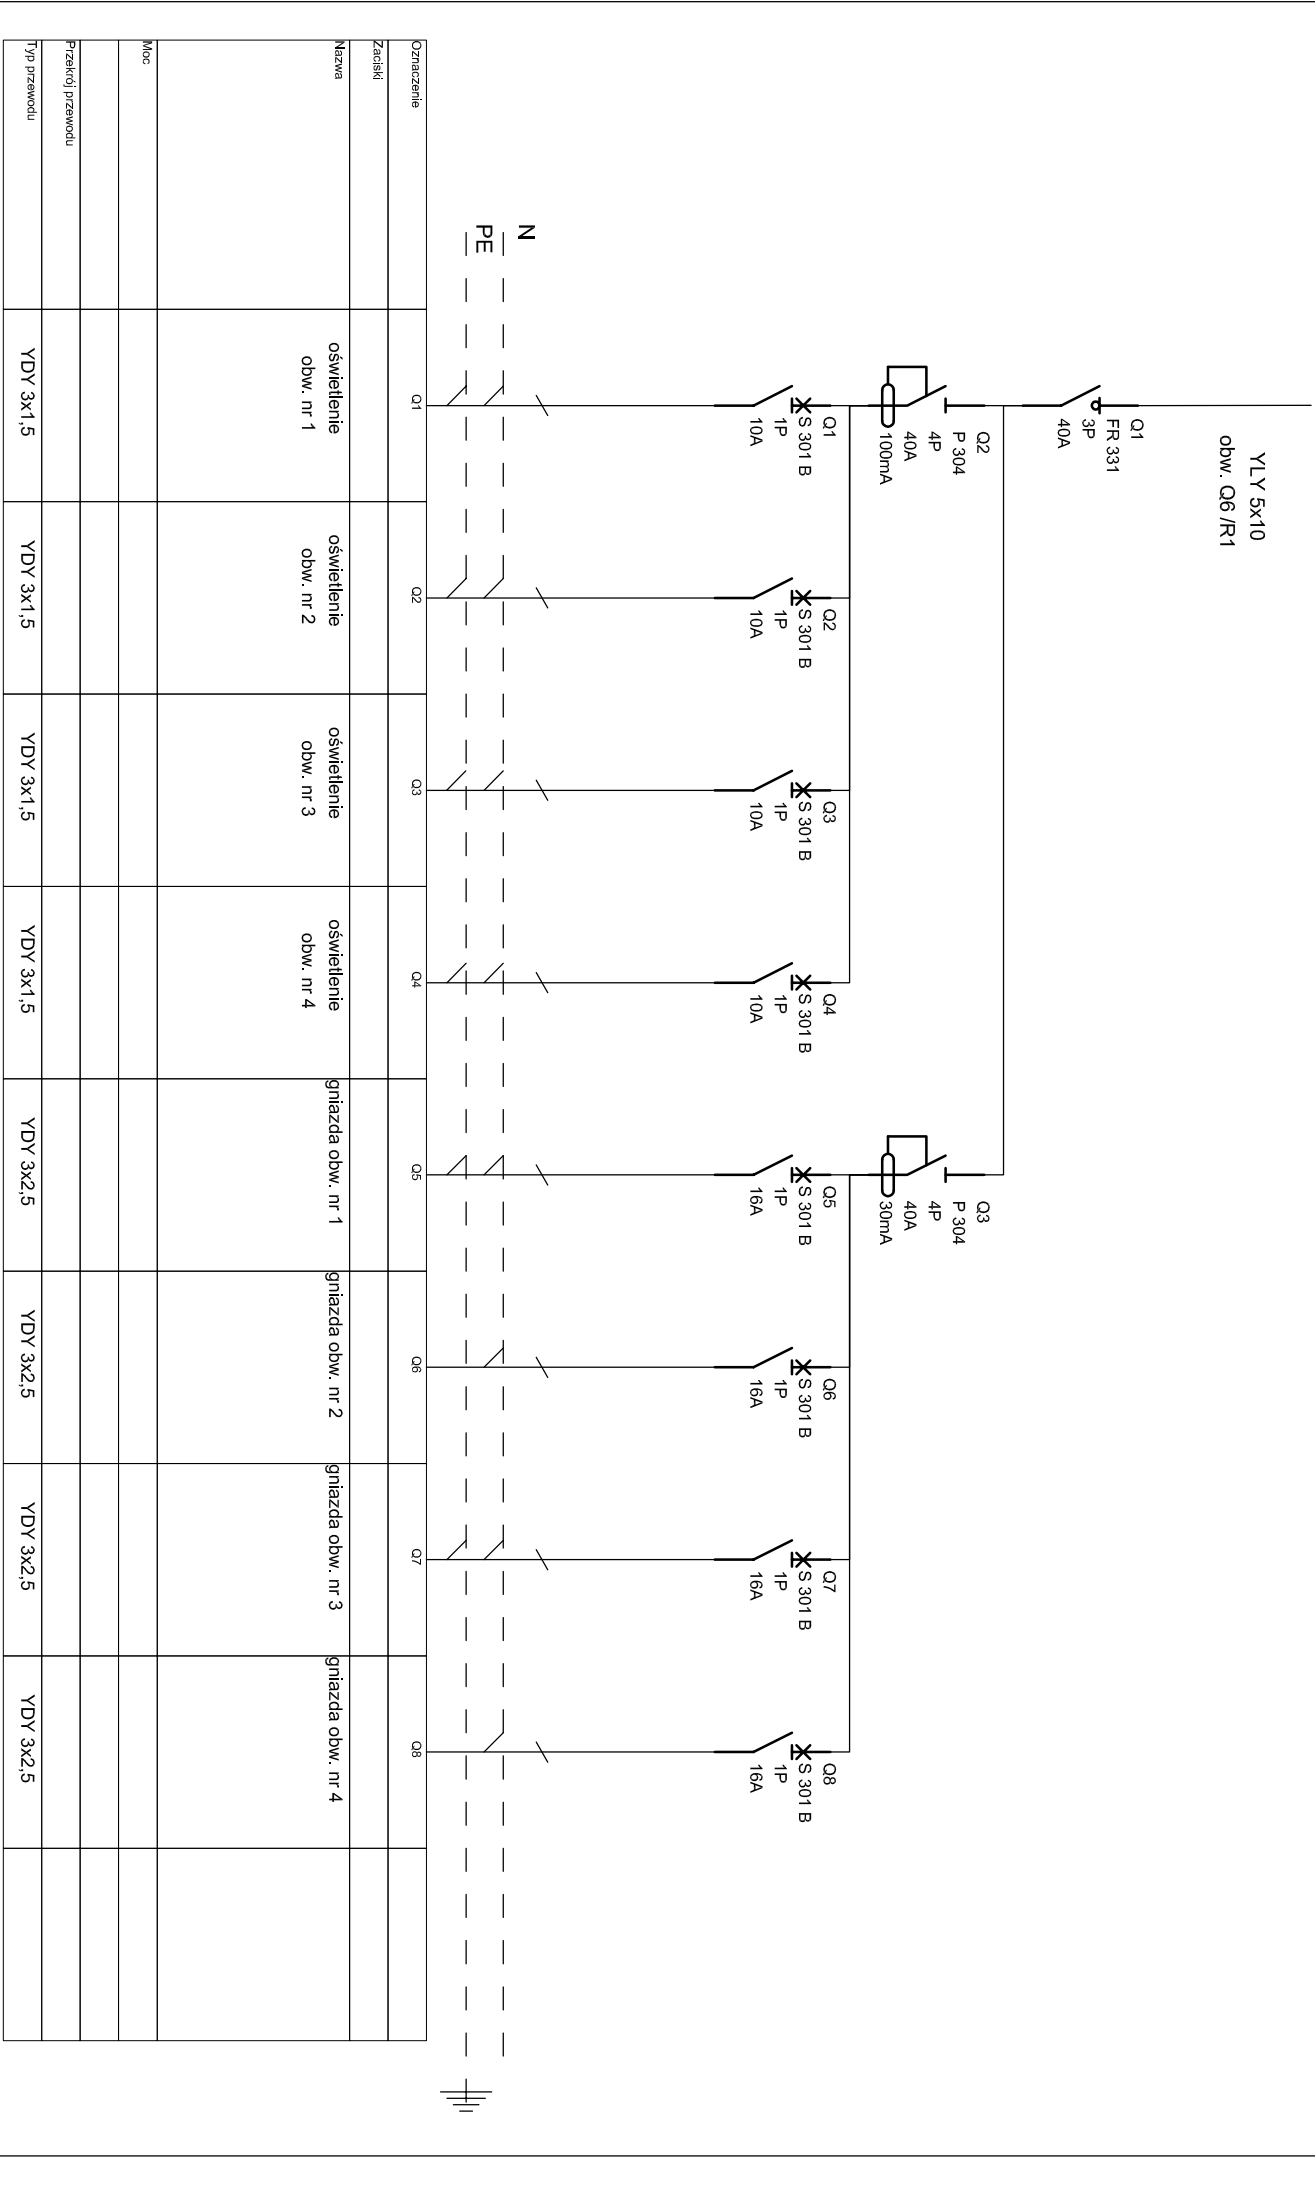 YLY 5x10
obw. Q6 /R1
Q1
FR 331
3P
40A
Q2
P 304
4P
40A
100mA
Q3
P 304
4P
40A
30mA
Q1
S 301 B
1P
10A
Q2
S 301 B
1P
10A
Q3
S 301 B
1P
10A
Q4
S 301 B
1P
10A
Q5
S 301 B
1P
16A
Q6
S 301 B
1P
16A
Q7
S 301 B
1P
16A
Q8
S 301 B
1P
16A
N
PE
Oznaczenie Q1 Q2 Q3 Q4 Q5 Q6 Q7 Q8
Zaciski
Nazwa
oświetlenie
obw. nr 1
oświetlenie
obw. nr 2
oświetlenie
obw. nr 3
oświetlenie
obw. nr 4
gniazda obw. nr 1
gniazda obw. nr 2
gniazda obw. nr 3
gniazda obw. nr 4
Moc
Przekrój przewodu
Typ przewodu YDY 3x1,5 YDY 3x1,5 YDY 3x1,5 YDY 3x1,5 YDY 3x2,5 YDY 3x2,5 YDY 3x2,5 YDY 3x2,5